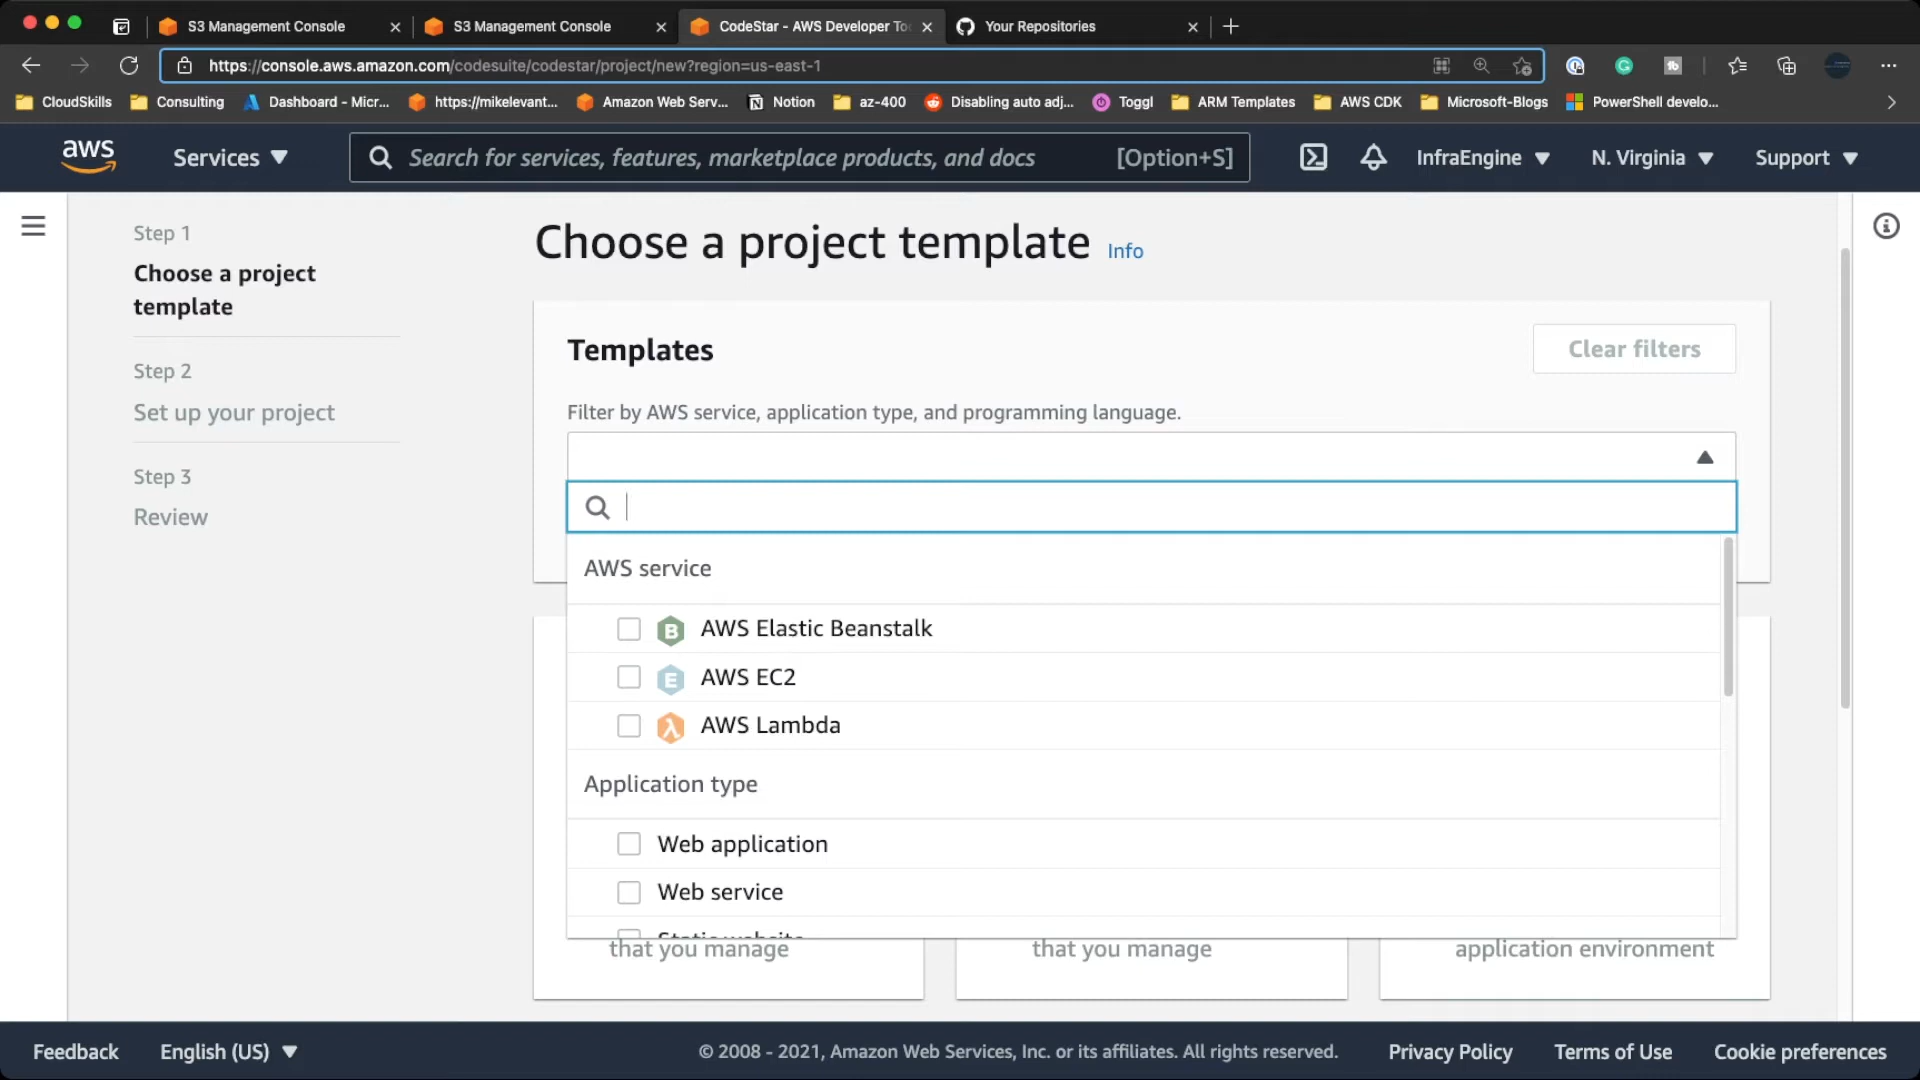 S3 Management Console
S3 Management Console
CodeStar - AWS Developer Too
Your Repositories
https://console.aws.amazon.com/codesuite/codestar/project/new?region=us-east-1
CloudSkills
Consulting
Dashboard - Micr...
https://mikelevant...
Amazon Web Serv...
Notion
az-400
Disabling auto adj...
Toggl
ARM Templates
AWS CDK
Microsoft-Blogs
PowerShell develo...
aws
Services
Search for services, features, marketplace products, and docs
[Option+S]
InfraEngine
N. Virginia
Support
Step 1
Choose a project
template
Step 2
Set up your project
Step 3
Review
Choose a project template
Info
Templates
Clear filters
Filter by AWS service, application type, and programming language.
AWS service
B
AWS Elastic Beanstalk
E
AWS EC2
λ
AWS Lambda
Application type
Web application
Web service
Static website
that you manage
that you manage
application environment
Feedback
English (US)
© 2008 - 2021, Amazon Web Services, Inc. or its affiliates. All rights reserved.
Privacy Policy
Terms of Use
Cookie preferences